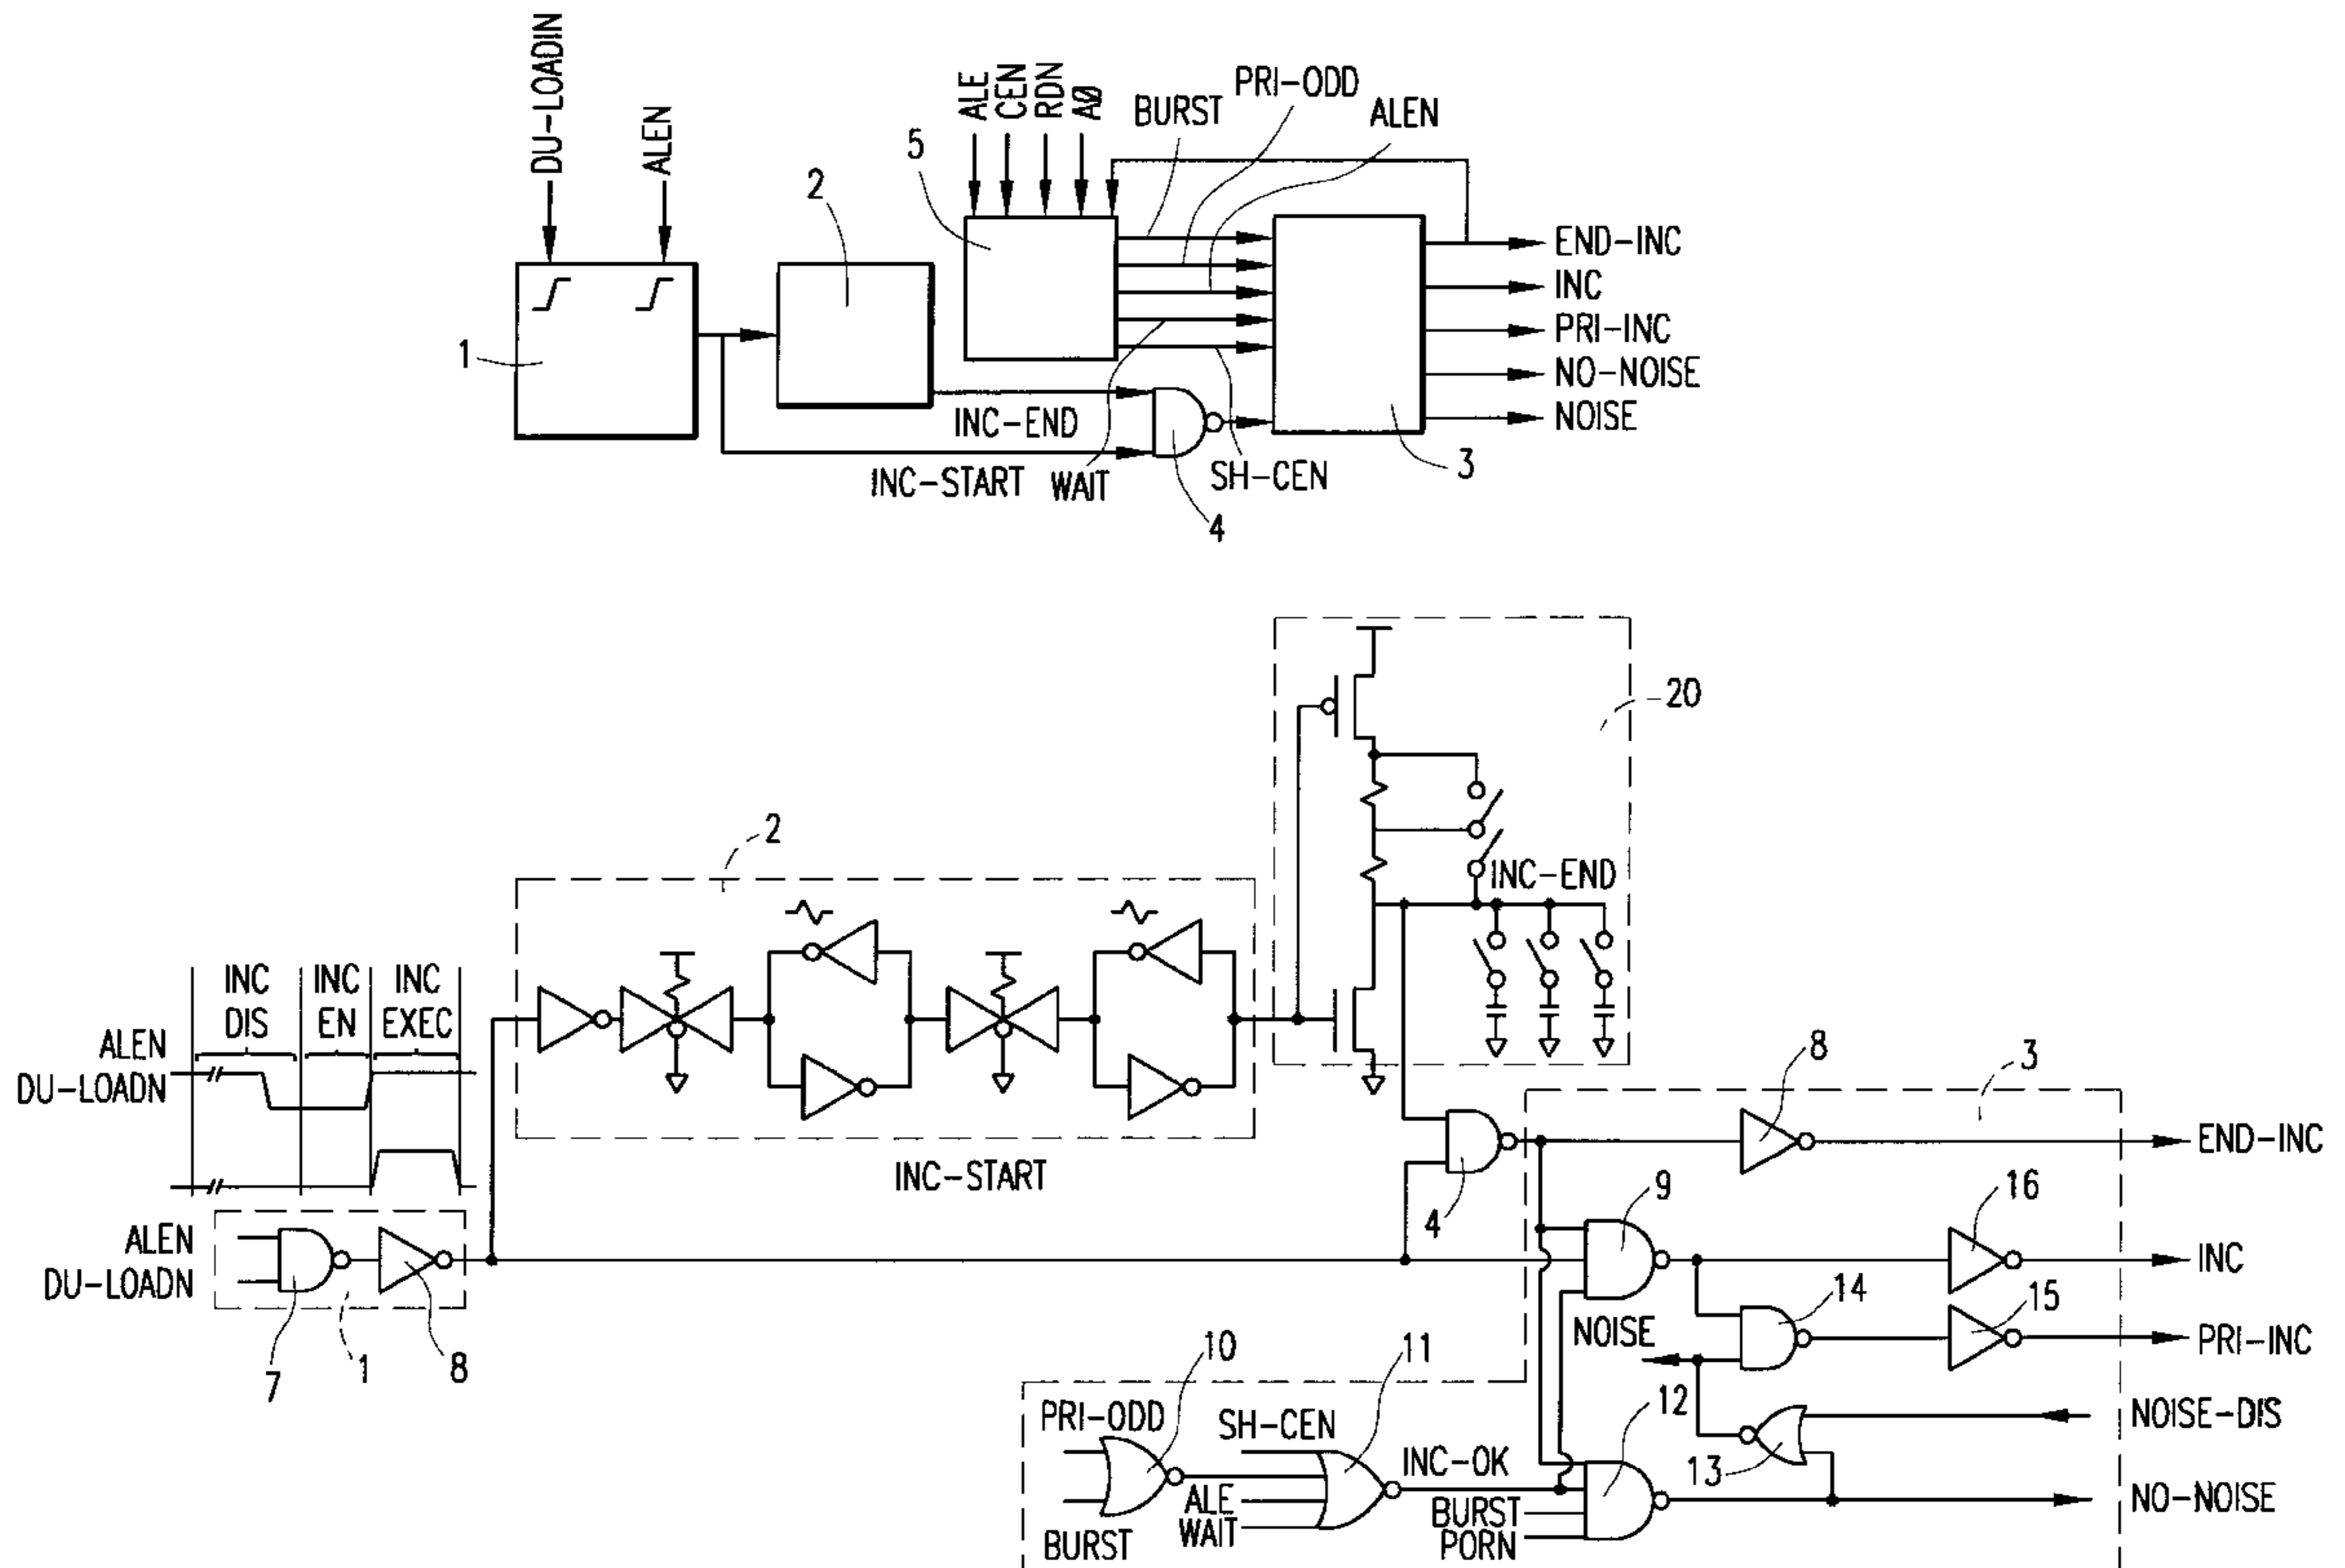 DU-LOADIN
ALEN
ALE
CEN
RDN
AØ
BURST
PRI-ODD
ALEN
5
2
1
END-INC
INC
PRI-INC
NO-NOISE
NOISE
INC-END
INC-START
WAIT
SH-CEN
4
3
20
2
INC-END
INC DIS
INC EN
INC EXEC
ALEN
DU-LOADN
INC-START
8
3
END-INC
4
9
16
INC
ALEN
DU-LOADN
7
1
8
NOISE
14
15
PRI-INC
10
11
12
13
NOISE-DIS
PRI-ODD
SH-CEN
INC-OK
ALE
WAIT
BURST
BURST
PORN
NO-NOISE